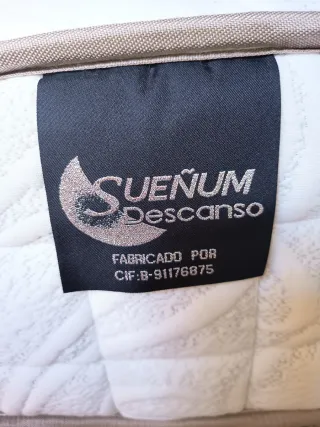 SUEÑUM
Descanso
FABRICADO POR
CIF:B-91176875